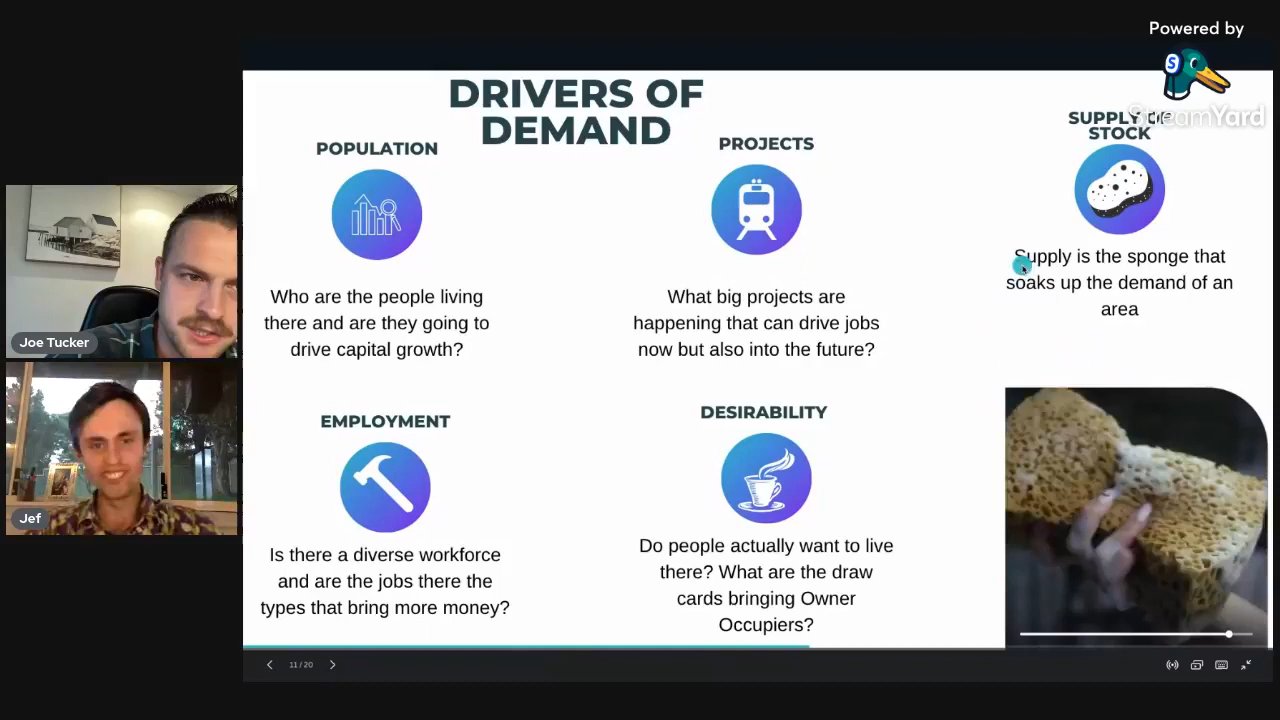 Powered by
StreamYard
DRIVERS OF
DEMAND
POPULATION
Who are the people living
there and are they going to
drive capital growth?
PROJECTS
What big projects are
happening that can drive jobs
now but also into the future?
SUPPLY OF
STOCK
Supply is the sponge that
soaks up the demand of an
area
EMPLOYMENT
Is there a diverse workforce
and are the jobs there the
types that bring more money?
DESIRABILITY
Do people actually want to live
there? What are the draw
cards bringing Owner
Occupiers?
Joe Tucker
Jef
11 / 20
S